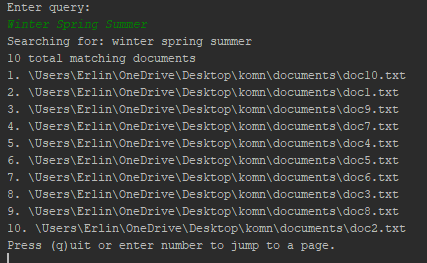 Enter query:
Winter Spring Summer
Searching for: winter spring summer
10 total matching documents
1. \Users\Erlin\OneDrive\Desktop\komn\documents\doc10.txt
2. \Users\Erlin\OneDrive\Desktop\komn\documents\doc1.txt
3. \Users\Erlin\OneDrive\Desktop\komn\documents\doc9.txt
4. \Users\Erlin\OneDrive\Desktop\komn\documents\doc7.txt
5. \Users\Erlin\OneDrive\Desktop\komn\documents\doc4.txt
6. \Users\Erlin\OneDrive\Desktop\komn\documents\doc5.txt
7. \Users\Erlin\OneDrive\Desktop\komn\documents\doc6.txt
8. \Users\Erlin\OneDrive\Desktop\komn\documents\doc3.txt
9. \Users\Erlin\OneDrive\Desktop\komn\documents\doc8.txt
10. \Users\Erlin\OneDrive\Desktop\komn\documents\doc2.txt
Press (q)uit or enter number to jump to a page.